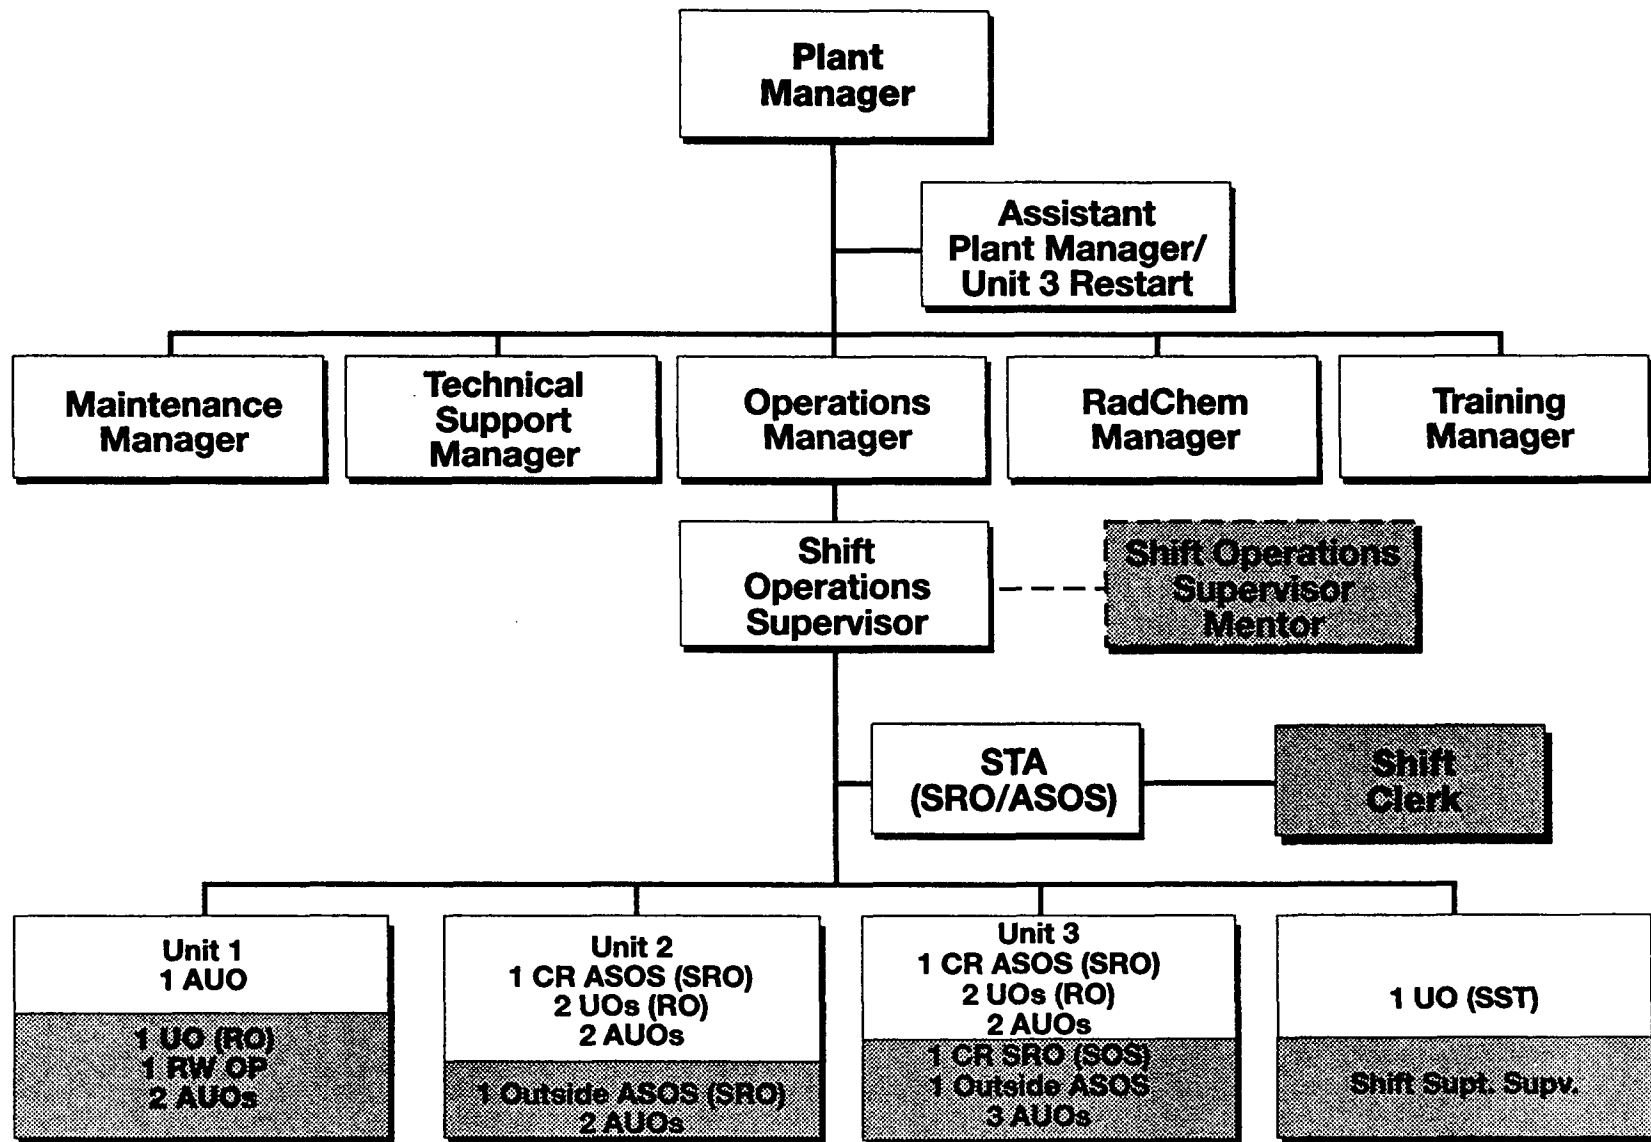 Plant
Manager
Assistant
Plant Manager/
Unit 3 Restart
Maintenance
Manager
Technical
Support
Manager
Operations
Manager
RadChem
Manager
Training
Manager
Shift
Operations
Supervisor
Shift Operations
Supervisor
Mentor
STA
(SRO/ASOS)
Shift
Clerk
Unit 1
1 AUO
1 UO (RO)
1 RW OP
2 AUOs
Unit 2
1 CR ASOS (SRO)
2 UOs (RO)
2 AUOs
1 Outside ASOS (SRO)
2 AUOs
Unit 3
1 CR ASOS (SRO)
2 UOs (RO)
2 AUOs
1 CR SRO (SOS)
1 Outside ASOS
3 AUOs
1 UO (SST)
Shift Supt. Supv.